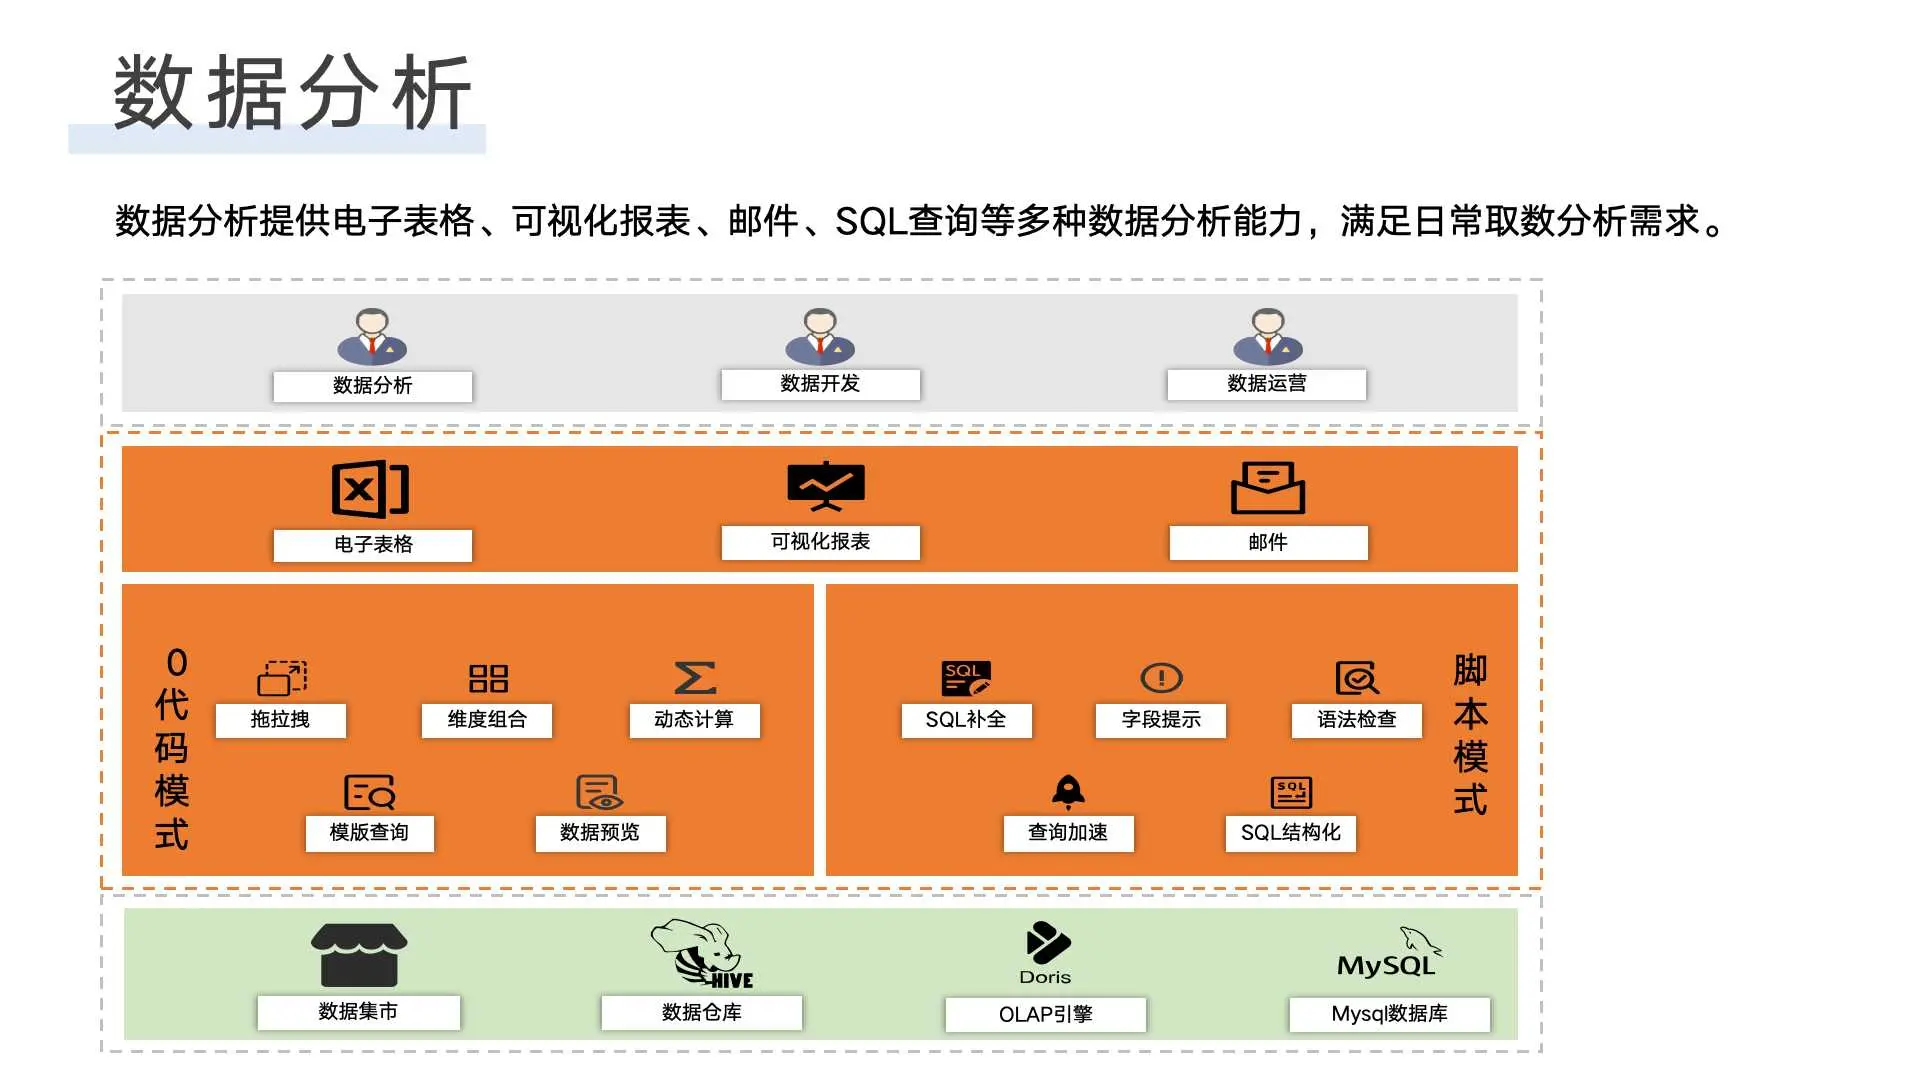 数据分析
数据分析提供电子表格、可视化报表、邮件、SQL查询等多种数据分析能力，满足日常取数分析需求。
数据分析
数据开发
数据运营
电子表格
可视化报表
邮件
0代码模式
拖拉拽
维度组合
动态计算
模版查询
数据预览
SQL
SQL补全
字段提示
语法检查
查询加速
SQL
SQL结构化
脚本模式
数据集市
HIVE
数据仓库
Doris
OLAP引擎
MySQL
Mysql数据库